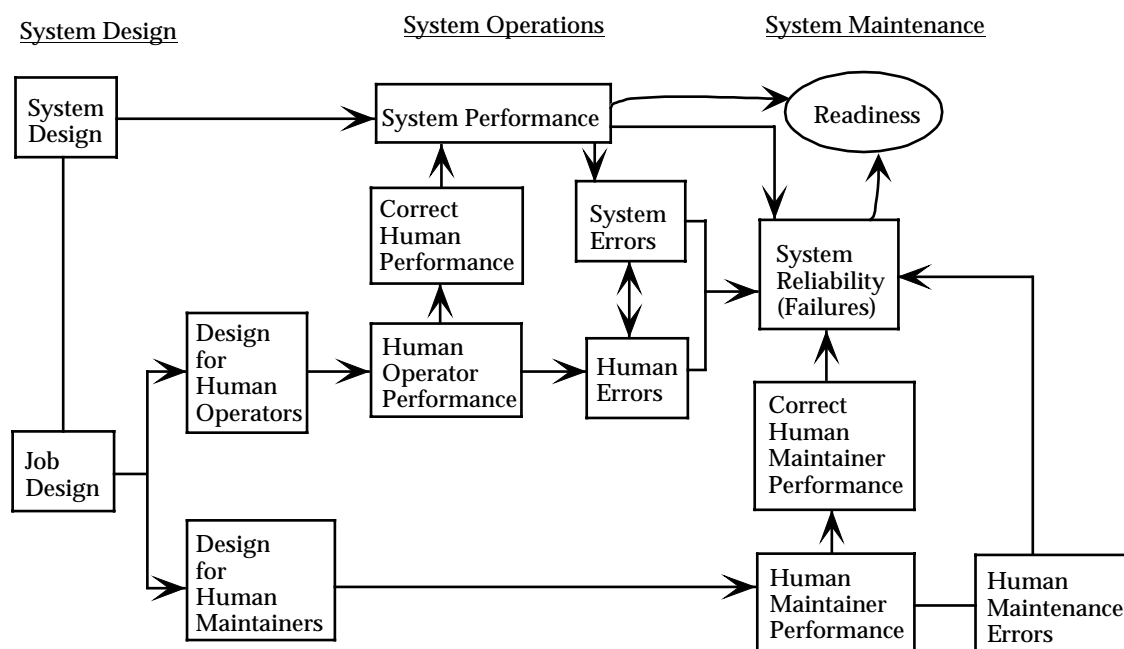 System Design
System Operations
System Maintenance
System
Design
System Performance
Readiness
Correct
Human
Performance
System
Errors
System
Reliability
(Failures)
Design
for
Human
Operators
Human
Operator
Performance
Human
Errors
Correct
Human
Maintainer
Performance
Job
Design
Design
for
Human
Maintainers
Human
Maintainer
Performance
Human
Maintenance
Errors